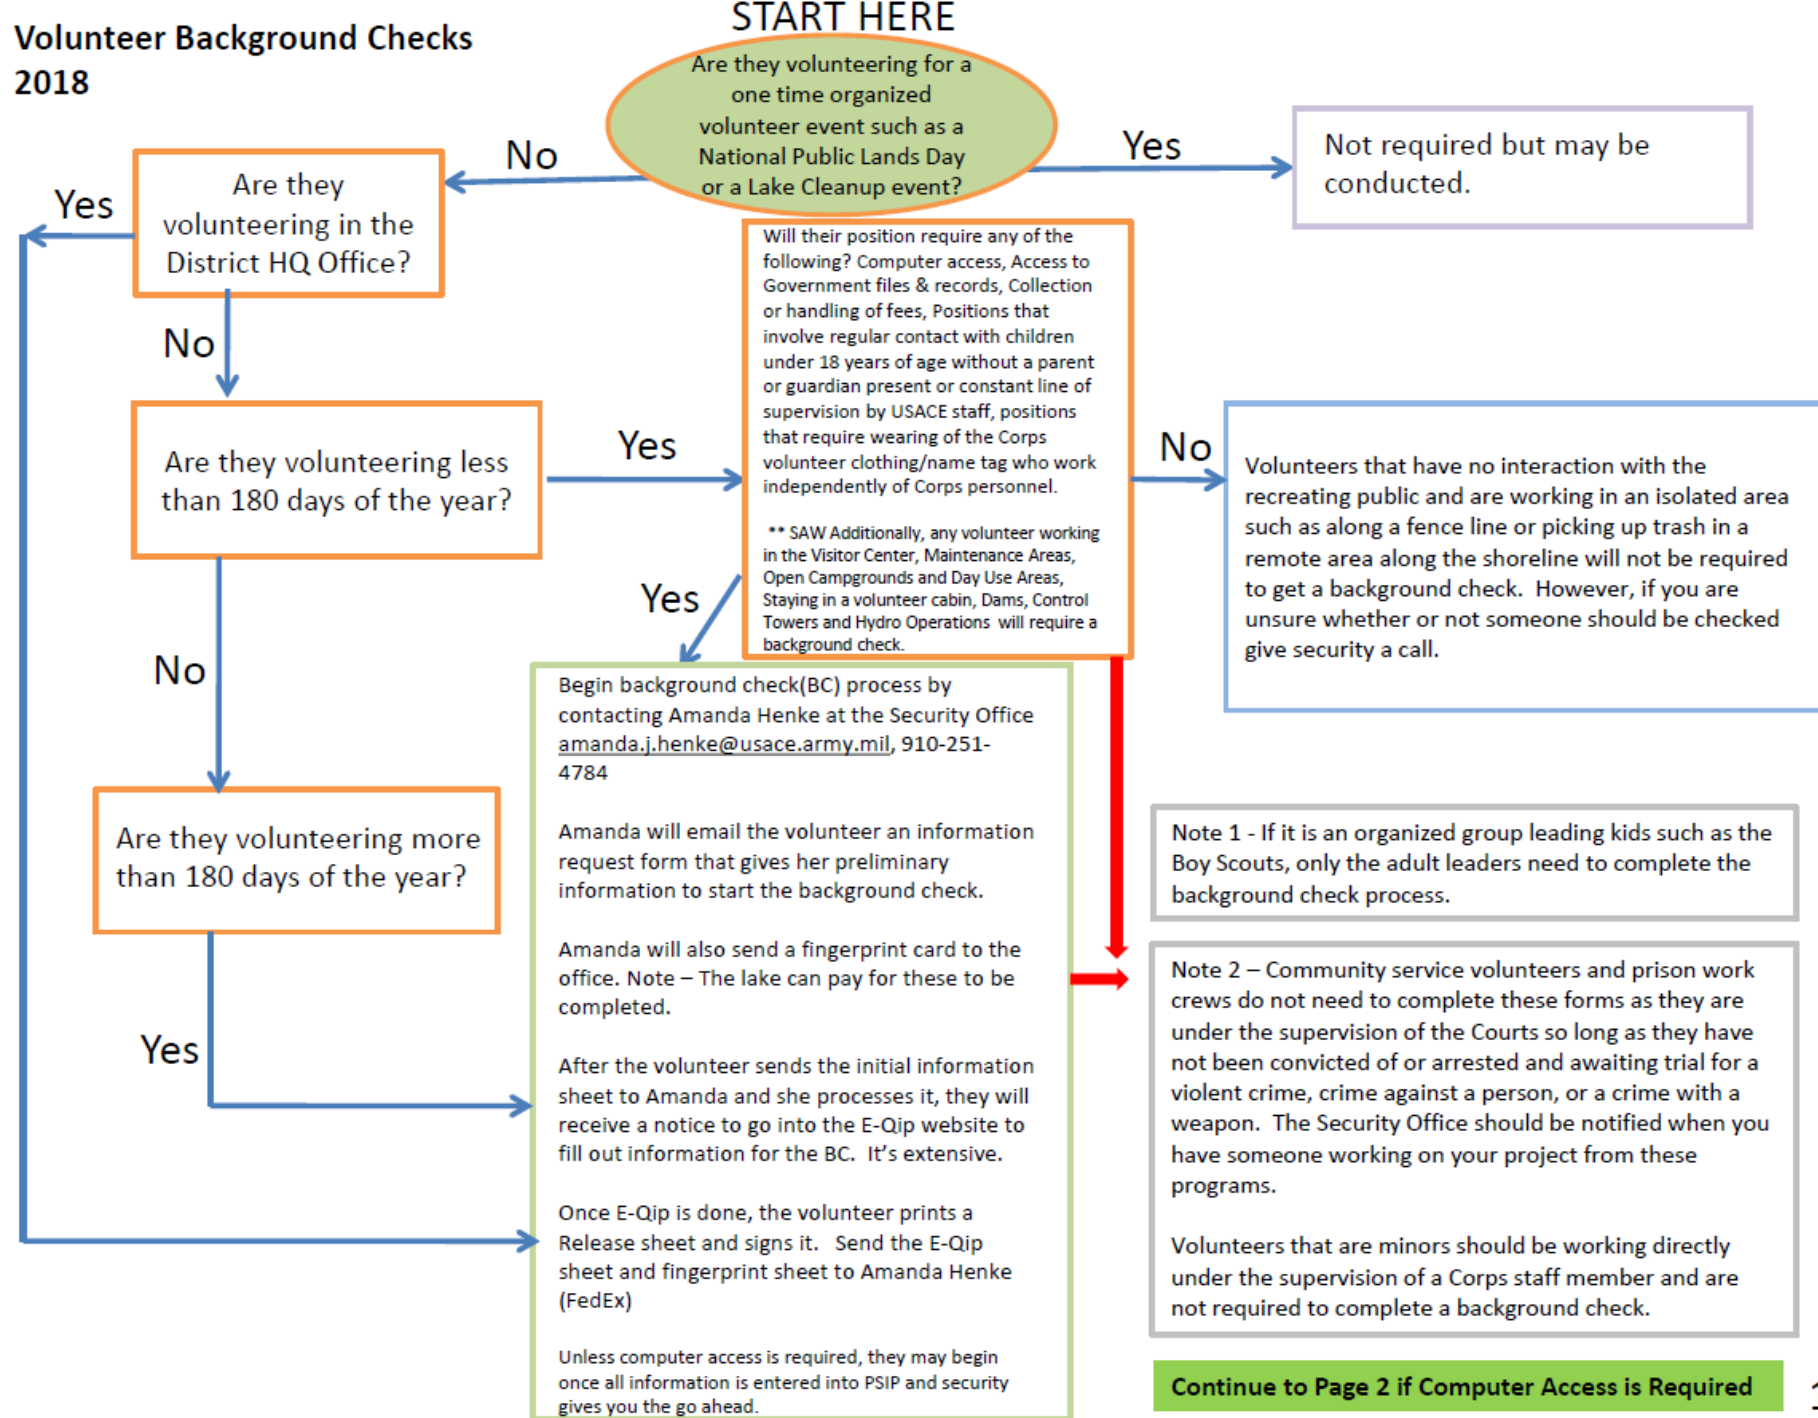 START HERE
Volunteer Background Checks
2018
Are they volunteering for a
one time organized
volunteer event such as a
National Public Lands Day
or a Lake Cleanup event?
No
Yes
Not required but may be
conducted.
Are they
volunteering in the
District HQ Office?
Yes
No
Will their position require any of the
following? Computer access, Access to
Government files & records, Collection
or handling of fees, Positions that
involve regular contact with children
under 18 years of age without a parent
or guardian present or constant line of
supervision by USACE staff, positions
that require wearing of the Corps
volunteer clothing/name tag who work
independently of Corps personnel.
** SAW Additionally, any volunteer working
in the Visitor Center, Maintenance Areas,
Open Campgrounds and Day Use Areas,
Staying in a volunteer cabin, Dams, Control
Towers and Hydro Operations will require a
background check.
Are they volunteering less
than 180 days of the year?
Yes
No
Volunteers that have no interaction with the
recreating public and are working in an isolated area
such as along a fence line or picking up trash in a
remote area along the shoreline will not be required
to get a background check. However, if you are
unsure whether or not someone should be checked
give security a call.
Yes
No
Are they volunteering more
than 180 days of the year?
Yes
Begin background check(BC) process by
contacting Amanda Henke at the Security Office
amanda.j.henke@usace.army.mil, 910-251-
4784
Amanda will email the volunteer an information
request form that gives her preliminary
information to start the background check.
Amanda will also send a fingerprint card to the
office. Note – The lake can pay for these to be
completed.
After the volunteer sends the initial information
sheet to Amanda and she processes it, they will
receive a notice to go into the E-Qip website to
fill out information for the BC. It's extensive.
Once E-Qip is done, the volunteer prints a
Release sheet and signs it. Send the E-Qip
sheet and fingerprint sheet to Amanda Henke
(FedEx)
Unless computer access is required, they may begin
once all information is entered into PSIP and security
gives you the go ahead.
Note 1 - If it is an organized group leading kids such as the
Boy Scouts, only the adult leaders need to complete the
background check process.
Note 2 – Community service volunteers and prison work
crews do not need to complete these forms as they are
under the supervision of the Courts so long as they have
not been convicted of or arrested and awaiting trial for a
violent crime, crime against a person, or a crime with a
weapon. The Security Office should be notified when you
have someone working on your project from these
programs.
Volunteers that are minors should be working directly
under the supervision of a Corps staff member and are
not required to complete a background check.
Continue to Page 2 if Computer Access is Required
1